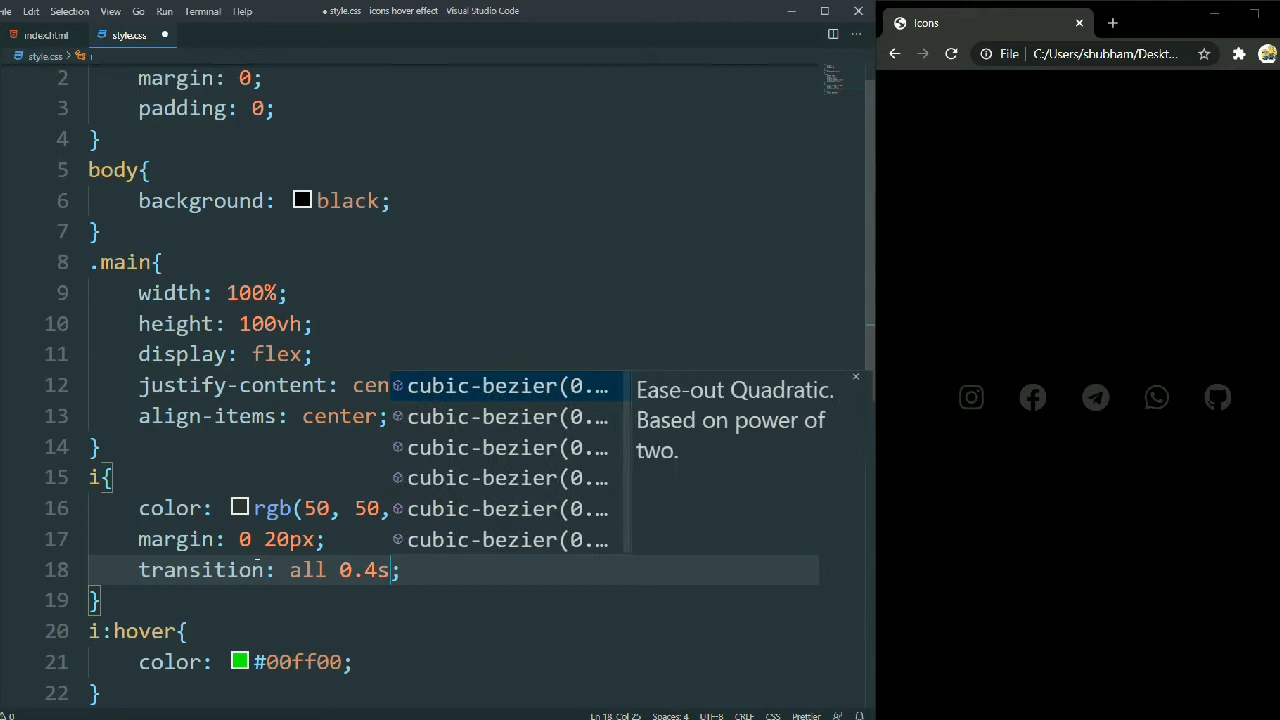 File Edit Selection View Go Run Terminal Help
● style.css icons hover effect Visual Studio Code
index.html
style.css ●
style.css > i
2 margin: 0;
3 padding: 0;
4 }
5 body{
6 background: black;
7 }
8 .main{
9 width: 100%;
10 height: 100vh;
11 display: flex;
12 justify-content: cen
13 align-items: center;
14 }
15 i{
16 color: rgb(50, 50,
17 margin: 0 20px;
18 transition: all 0.4s;
19 }
20 i:hover{
21 color: #00ff00;
22 }
cubic-bezier(0.…
cubic-bezier(0.…
cubic-bezier(0.…
cubic-bezier(0.…
cubic-bezier(0.…
cubic-bezier(0.…
Ease-out Quadratic.
Based on power of
two.
0
Ln 18, Col 25 Spaces: 4 UTF-8 CRLF CSS Prettier
Icons
File C:/Users/shubham/Deskt...